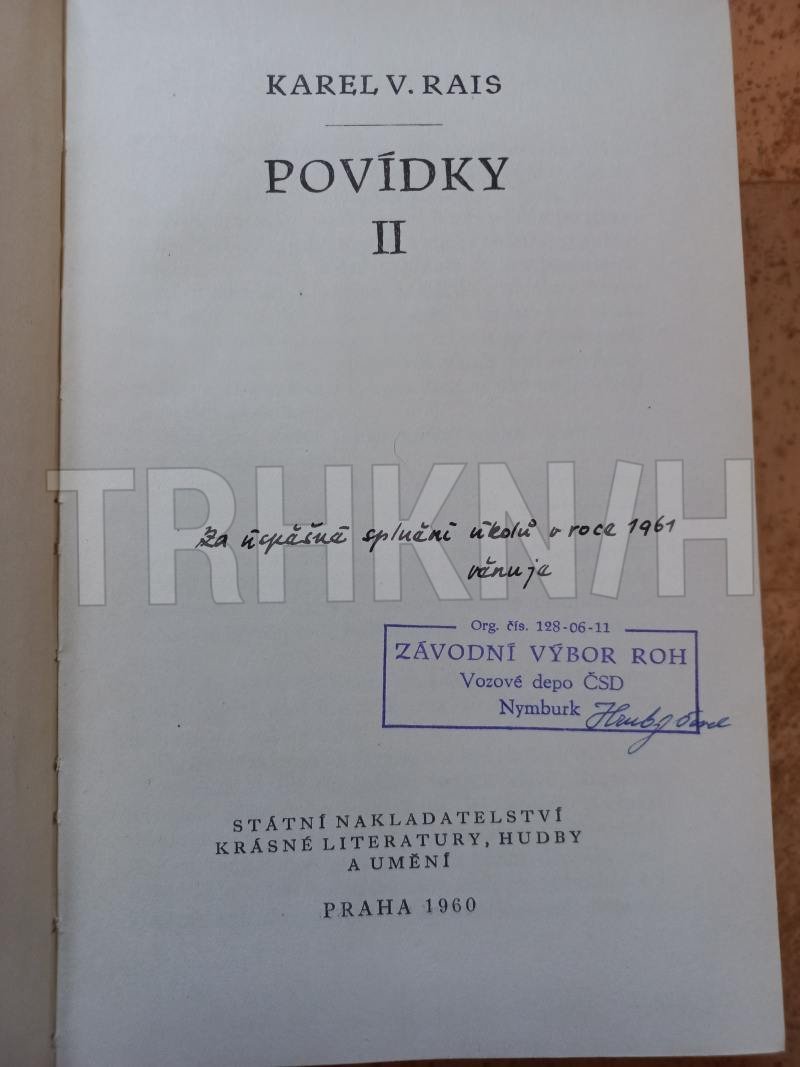 KAREL V. RAIS
POVÍDKY
II
TRHKN/H
Za úspěšné splnění úkolů v roce 1961
věnuje
Org. čís. 128-06-11
ZÁVODNÍ VÝBOR ROH
Vozové depo ČSD
Nymburk
STÁTNÍ NAKLADATELSTVÍ
KRÁSNÉ LITERATURY, HUDBY
A UMĚNÍ
PRAHA 1960